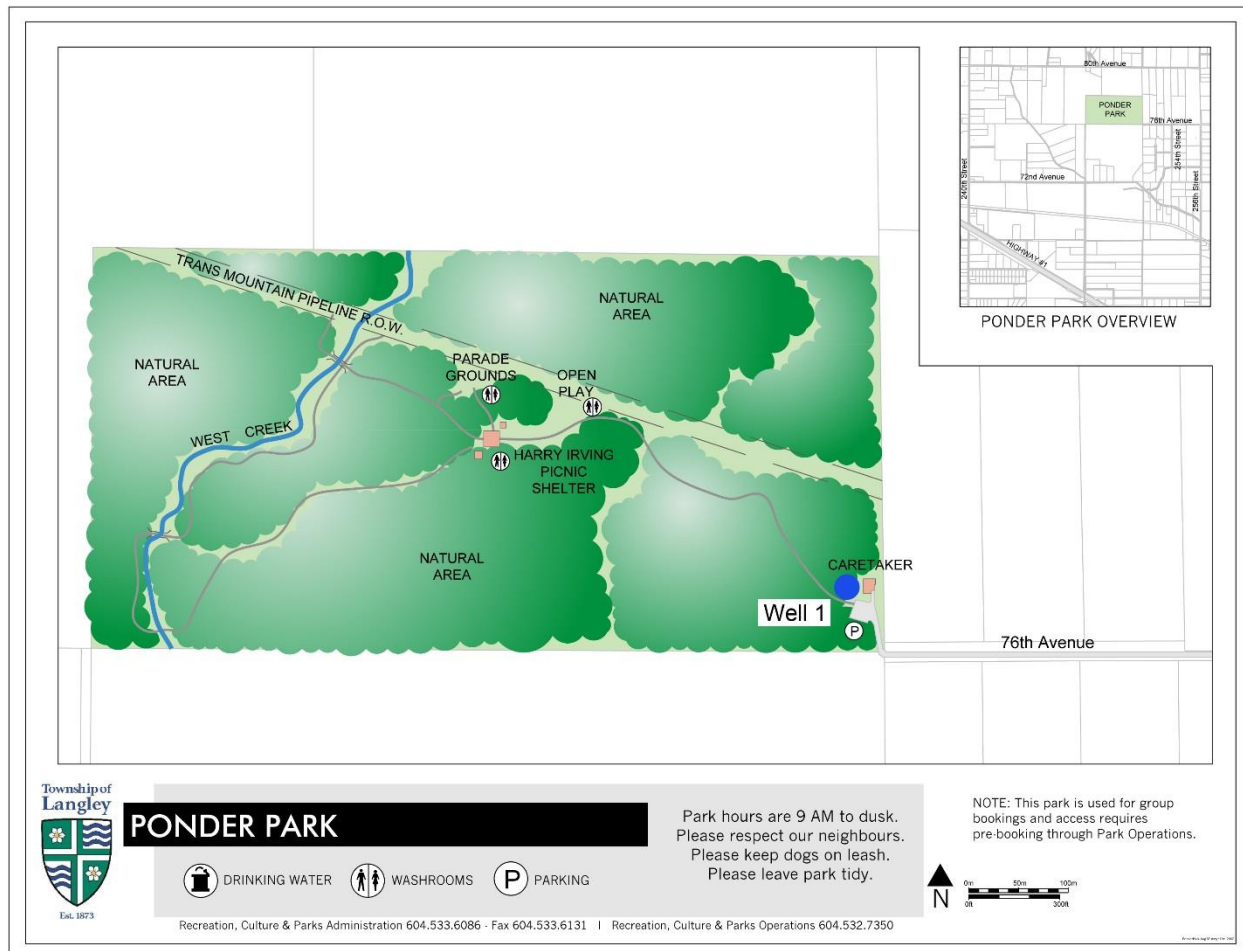 80th Avenue
PONDER
PARK
76th Avenue
254th Street
240th Street
72nd Avenue
256th Street
HIGHWAY #1
PONDER PARK OVERVIEW
TRANS MOUNTAIN PIPELINE R.O.W.
NATURAL
AREA
NATURAL
AREA
PARADE
GROUNDS
OPEN
PLAY
WEST CREEK
HARRY IRVING
PICNIC
SHELTER
NATURAL
AREA
CARETAKER
Well 1
P
76th Avenue
Township of
Langley
Est. 1873
PONDER PARK
DRINKING WATER
WASHROOMS
P PARKING
Park hours are 9 AM to dusk.
Please respect our neighbours.
Please keep dogs on leash.
Please leave park tidy.
NOTE: This park is used for group
bookings and access requires
pre-booking through Park Operations.
N
0m 50m 100m
0ft 300ft
Recreation, Culture & Parks Administration 604.533.6086 - Fax 604.533.6131 | Recreation, Culture & Parks Operations 604.532.7350